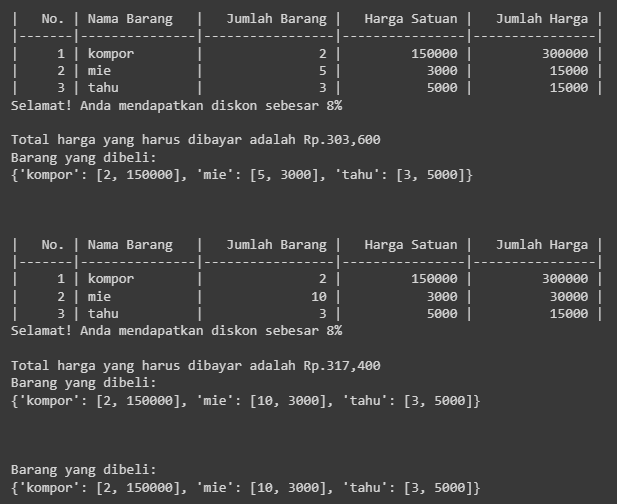 |   No. | Nama Barang   |   Jumlah Barang |   Harga Satuan |   Jumlah Harga |
|-------|---------------|-----------------|----------------|----------------|
|     1 | kompor        |               2 |         150000 |         300000 |
|     2 | mie           |               5 |           3000 |          15000 |
|     3 | tahu          |               3 |           5000 |          15000 |
Selamat! Anda mendapatkan diskon sebesar 8%
Total harga yang harus dibayar adalah Rp.303,600
Barang yang dibeli:
{'kompor': [2, 150000], 'mie': [5, 3000], 'tahu': [3, 5000]}
|   No. | Nama Barang   |   Jumlah Barang |   Harga Satuan |   Jumlah Harga |
|-------|---------------|-----------------|----------------|----------------|
|     1 | kompor        |               2 |         150000 |         300000 |
|     2 | mie           |              10 |           3000 |          30000 |
|     3 | tahu          |               3 |           5000 |          15000 |
Selamat! Anda mendapatkan diskon sebesar 8%
Total harga yang harus dibayar adalah Rp.317,400
Barang yang dibeli:
{'kompor': [2, 150000], 'mie': [10, 3000], 'tahu': [3, 5000]}
Barang yang dibeli:
{'kompor': [2, 150000], 'mie': [10, 3000], 'tahu': [3, 5000]}